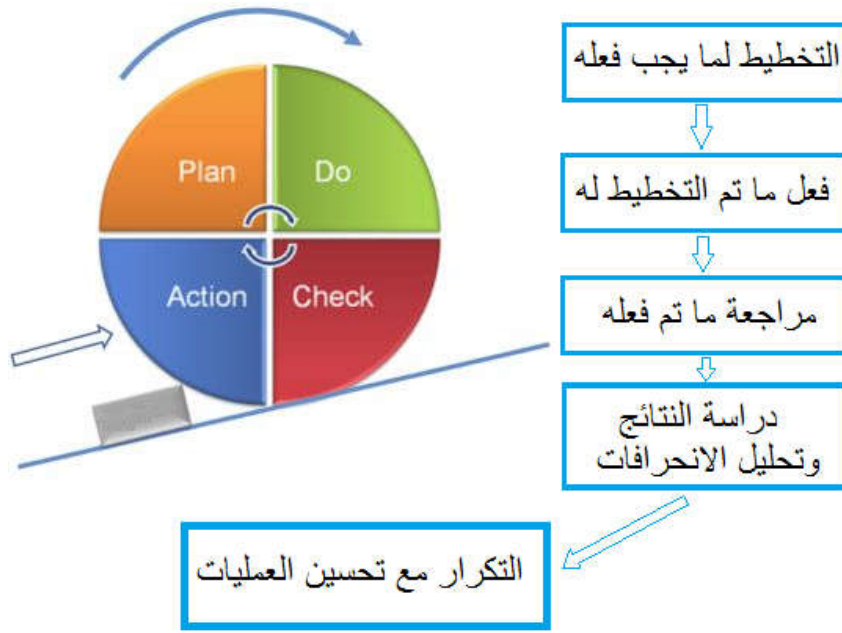 Plan
Do
Action
Check
التخطيط لما يجب فعله
فعل ما تم التخطيط له
مراجعة ما تم فعله
دراسة النتائج
وتحليل الانحرافات
التكرار مع تحسين العمليات